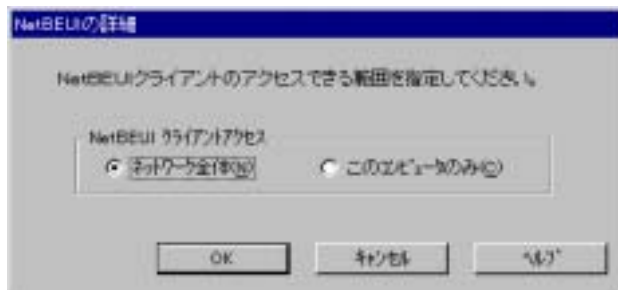 NetBEUIの詳細
NetBEUIクライアントのアクセスできる範囲を指定してください。
NetBEUI クライアントアクセス
ネットワーク全体(N)
このコンピュータのみ(C)
OK
キャンセル
ヘルプ